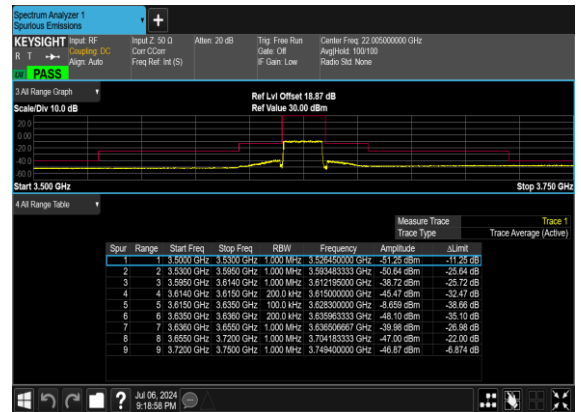 Spectrum Analyzer 1
Spurious Emissions
+
KEYSIGHT Input: RF Input Z: 50 Ω Atten: 20 dB Trig: Free Run Center Freq: 22.005000000 GHz
R T Coupling: DC Corr CCorr Gate: Off Avg|Hold: 100/100
Align: Auto Freq Ref: Int (S) IF Gain: Low Radio Std: None
LXI PASS
3 All Range Graph
Ref Lvl Offset 18.87 dB
Scale/Div 10.0 dB Ref Value 30.00 dBm
20.0
0.00
-20.0
-40.0
-60.0
Start 3.500 GHz Stop 3.750 GHz
4 All Range Table
Measure Trace Trace 1
Trace Type Trace Average (Active)
Spur Range Start Freq Stop Freq RBW Frequency Amplitude ΔLimit
1 1 3.5000 GHz 3.5300 GHz 1.000 MHz 3.526450000 GHz -51.25 dBm -11.25 dB
2 2 3.5300 GHz 3.5950 GHz 1.000 MHz 3.593483333 GHz -50.64 dBm -25.64 dB
3 3 3.5950 GHz 3.6140 GHz 1.000 MHz 3.612195000 GHz -38.72 dBm -25.72 dB
4 4 3.6140 GHz 3.6150 GHz 200.0 kHz 3.615000000 GHz -45.47 dBm -32.47 dB
5 5 3.6150 GHz 3.6350 GHz 100.0 kHz 3.628300000 GHz -8.659 dBm -38.66 dB
6 6 3.6350 GHz 3.6360 GHz 200.0 kHz 3.635963333 GHz -48.10 dBm -35.10 dB
7 7 3.6360 GHz 3.6550 GHz 1.000 MHz 3.636506667 GHz -39.98 dBm -26.98 dB
8 8 3.6550 GHz 3.7200 GHz 1.000 MHz 3.704183333 GHz -47.00 dBm -22.00 dB
9 9 3.7200 GHz 3.7500 GHz 1.000 MHz 3.749400000 GHz -46.87 dBm -6.874 dB
? Jul 06, 2024
9:18:58 PM